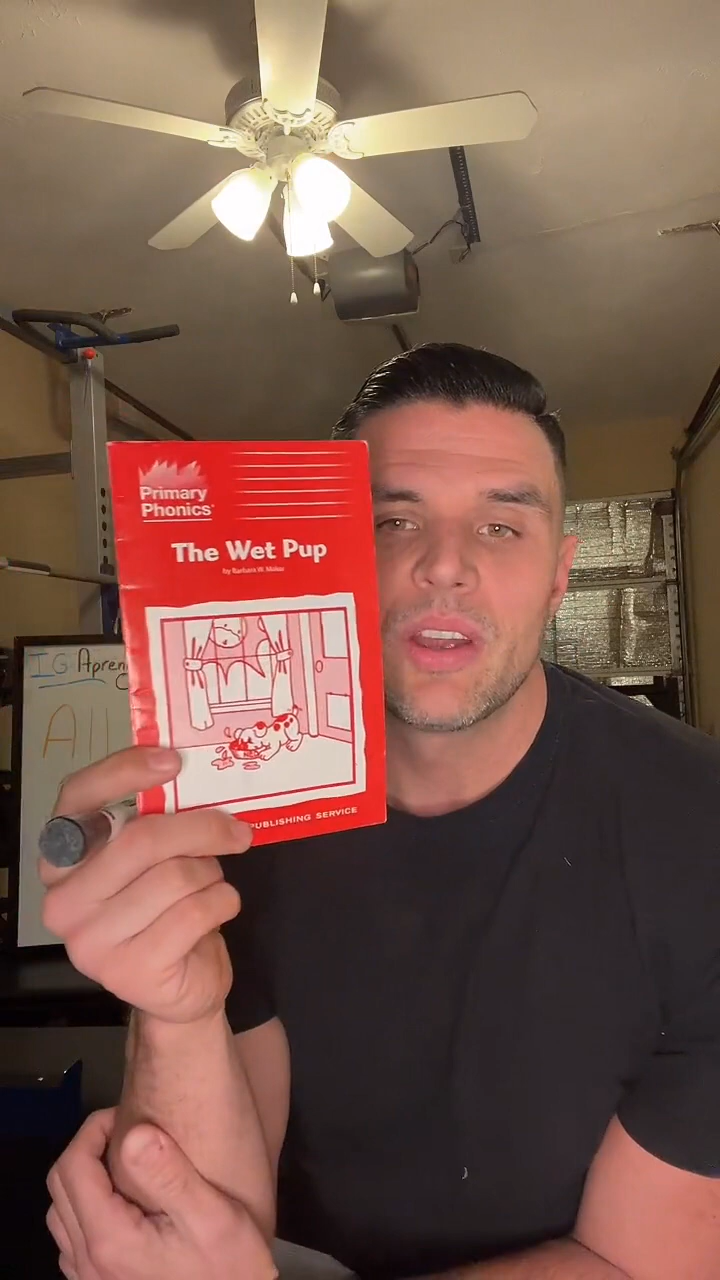 Primary
Phonics®
The Wet Pup
by Barbara W. Makar
PUBLISHING SERVICE
IG Apren
All